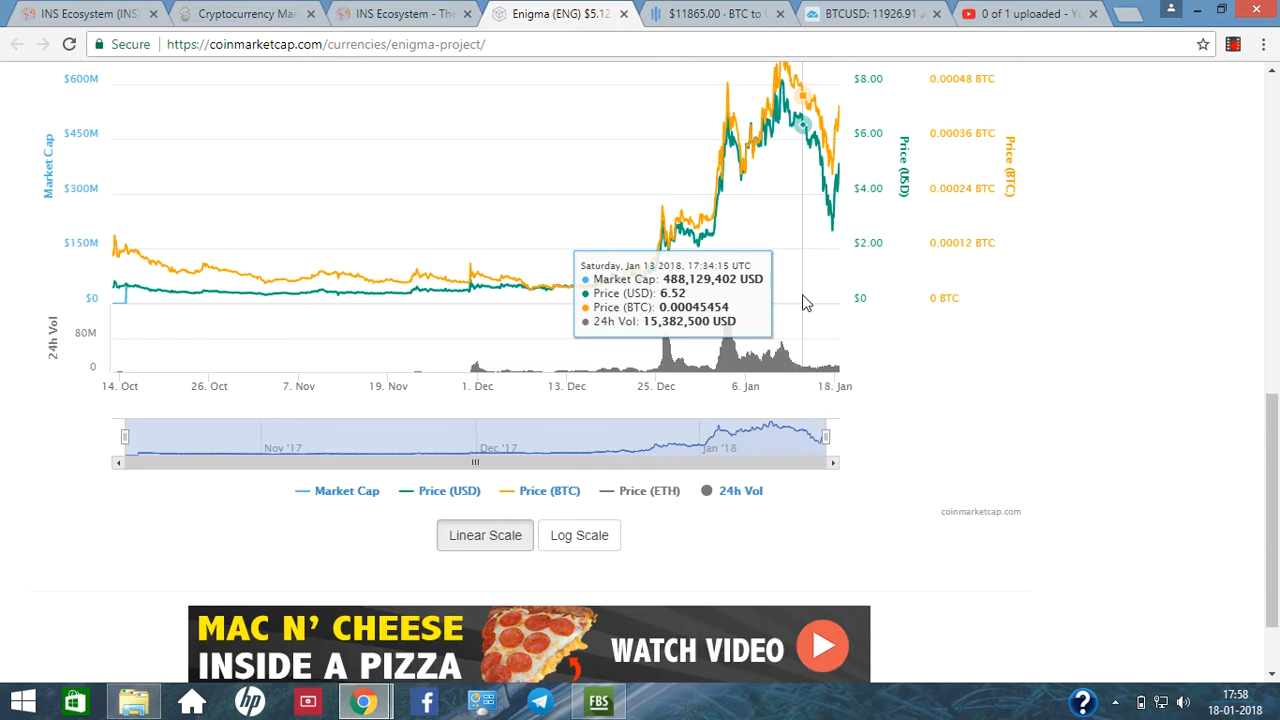 INS Ecosystem (INS)
Cryptocurrency Mar
INS Ecosystem - The
Enigma (ENG) $5.12
$11865.00 - BTC to U
BTCUSD: 11926.91
0 of 1 uploaded - Yo
Secure
https://coinmarketcap.com/currencies/enigma-project/
$600M
$450M
$300M
$150M
$0
Market Cap
$8.00
$6.00
$4.00
$2.00
$0
Price (USD)
0.00048 BTC
0.00036 BTC
0.00024 BTC
0.00012 BTC
0 BTC
Price (BTC)
Saturday, Jan 13 2018, 17:34:15 UTC
Market Cap: 488,129,402 USD
Price (USD): 6.52
Price (BTC): 0.00045454
24h Vol: 15,382,500 USD
24h Vol
80M
0
14. Oct 26. Oct 7. Nov 19. Nov 1. Dec 13. Dec 25. Dec 6. Jan 18. Jan
Nov '17 Dec '17 Jan '18
Market Cap Price (USD) Price (BTC) Price (ETH) 24h Vol
coinmarketcap.com
Linear Scale Log Scale
MAC N' CHEESE
INSIDE A PIZZA
WATCH VIDEO
hp
FBS
17:58
18-01-2018